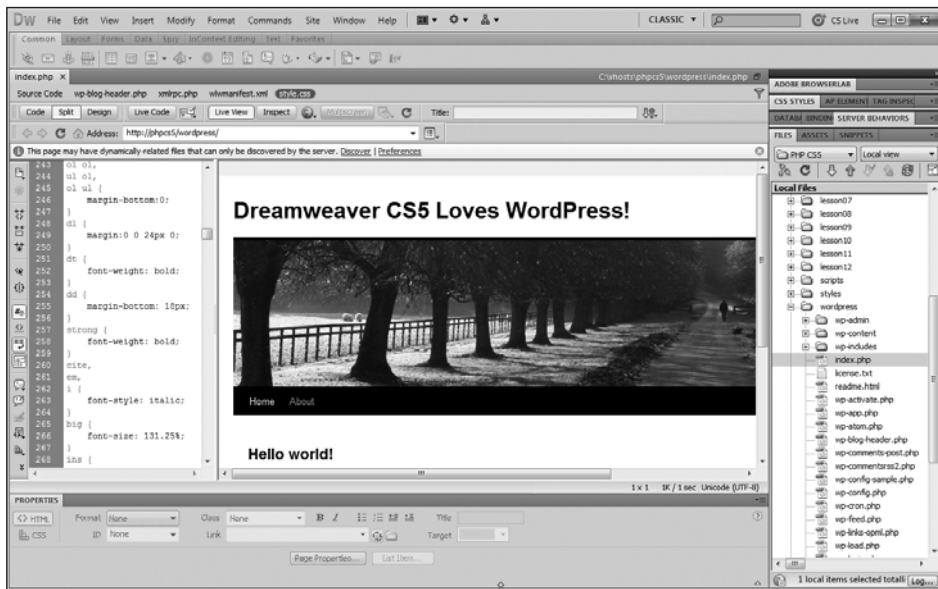 DW File Edit View Insert Modify Format Commands Site Window Help CLASSIC CS Live
Common Layout Forms Data Spry InContext Editing Text Favorites
index.php C:\vhosts\phpcs5\wordpress\index.php
Source Code wp-blog-header.php xmlrpc.php wlwmanifest.xml style.css
Code Split Design Live Code Live View Inspect Multiscreen Title:
Address: http://phpcs5/wordpress/
This page may have dynamically-related files that can only be discovered by the server. Discover | Preferences
243 ol ol,
244 ul ol,
245 ol ul {
246 margin-bottom:0;
247 }
248 dl {
249 margin:0 0 24px 0;
250 }
251 dt {
252 font-weight: bold;
253 }
254 dd {
255 margin-bottom: 18px;
256 }
257 strong {
258 font-weight: bold;
259 }
260 cite,
261 em,
262 i {
263 font-style: italic;
264 }
265 big {
266 font-size: 131.25%;
267 }
268 ins {
Dreamweaver CS5 Loves WordPress!
Home About
Hello world!
1 x 1 1K / 1 sec Unicode (UTF-8)
PROPERTIES
<> HTML Format None Class None B I Title
CSS ID None Link Target
Page Properties... List Item...
ADOBE BROWSERLAB
CSS STYLES AP ELEMEN TAG INSPEC
DATAB BINDIN SERVER BEHAVIORS
FILES ASSETS SNIPPETS
PHP CS5 Local view
Local Files
lesson07
lesson08
lesson09
lesson10
lesson11
lesson12
scripts
styles
wordpress
wp-admin
wp-content
wp-includes
index.php
license.txt
readme.html
wp-activate.php
wp-app.php
wp-atom.php
wp-blog-header.php
wp-comments-post.php
wp-commentsrss2.php
wp-config-sample.php
wp-config.php
wp-cron.php
wp-feed.php
wp-links-opml.php
wp-load.php
1 local items selected totalli Log...